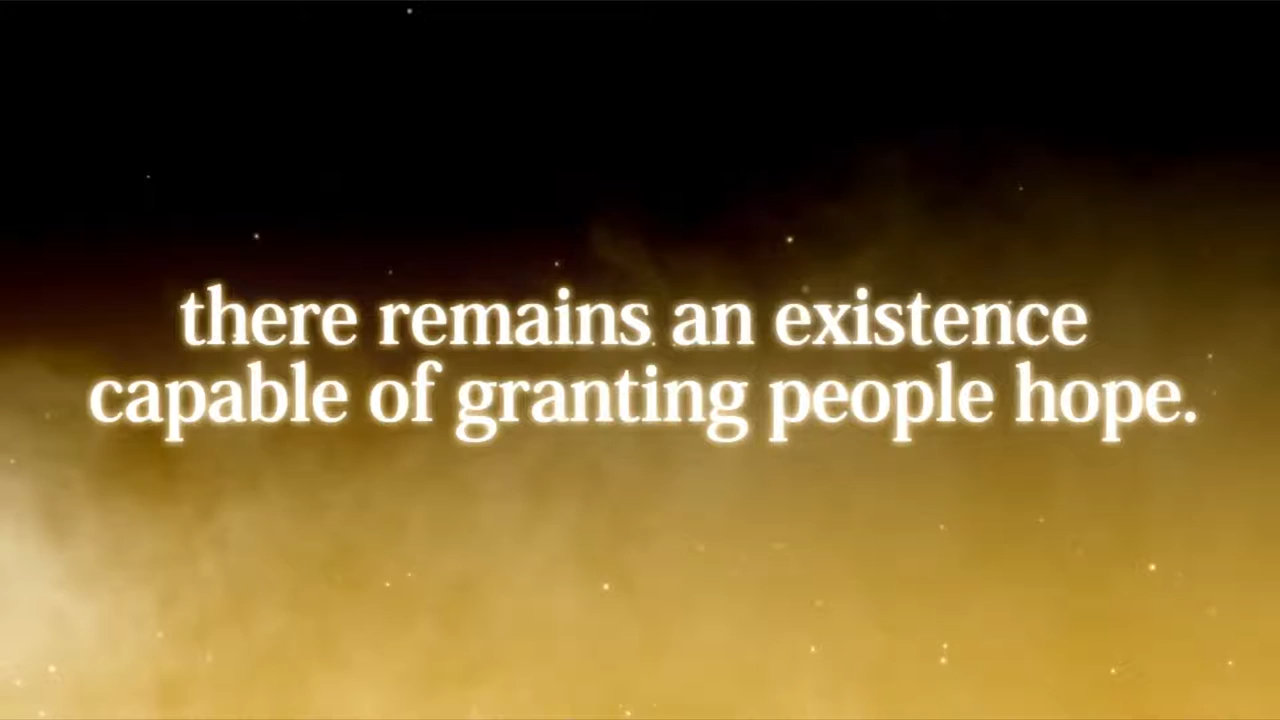 there remains an existence
capable of granting people hope.